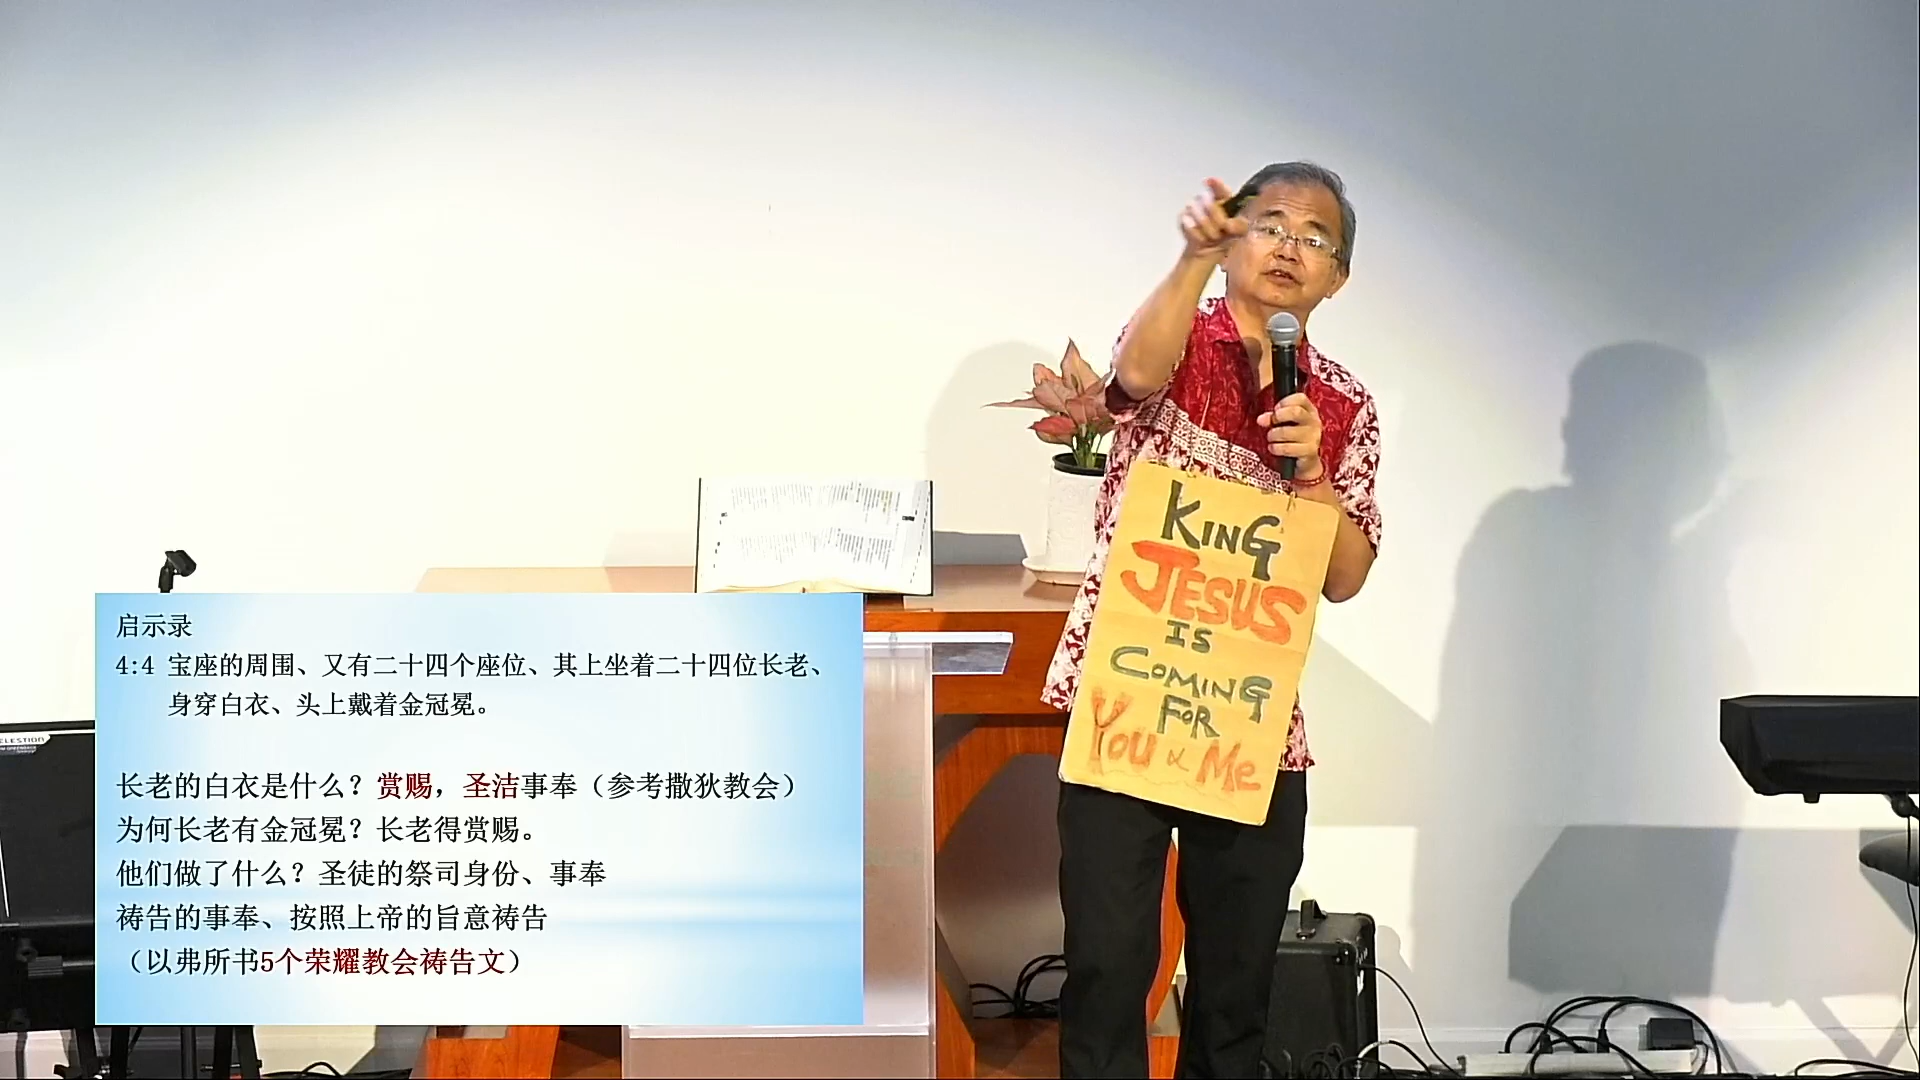 启示录
4:4 宝座的周围、又有二十四个座位、其上坐着二十四位长老、
身穿白衣、头上戴着金冠冕。
长老的白衣是什么？赏赐，圣洁事奉（参考撒狄教会）
为何长老有金冠冕？长老得赏赐。
他们做了什么？圣徒的祭司身份、事奉
祷告的事奉、按照上帝的旨意祷告
（以弗所书5个荣耀教会祷告文）
KING
JESUS
IS
COMING
FOR
YOU & ME